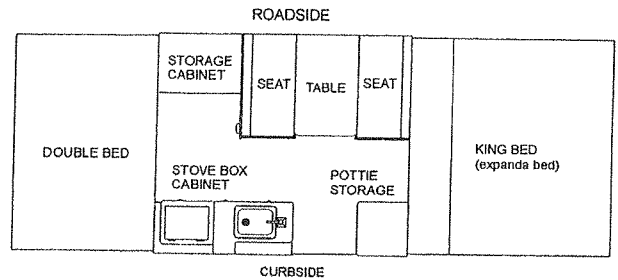 ROADSIDE
STORAGE
CABINET
SEAT
TABLE
SEAT
DOUBLE BED
KING BED
(expanda bed)
STOVE BOX
CABINET
POTTIE
STORAGE
CURBSIDE